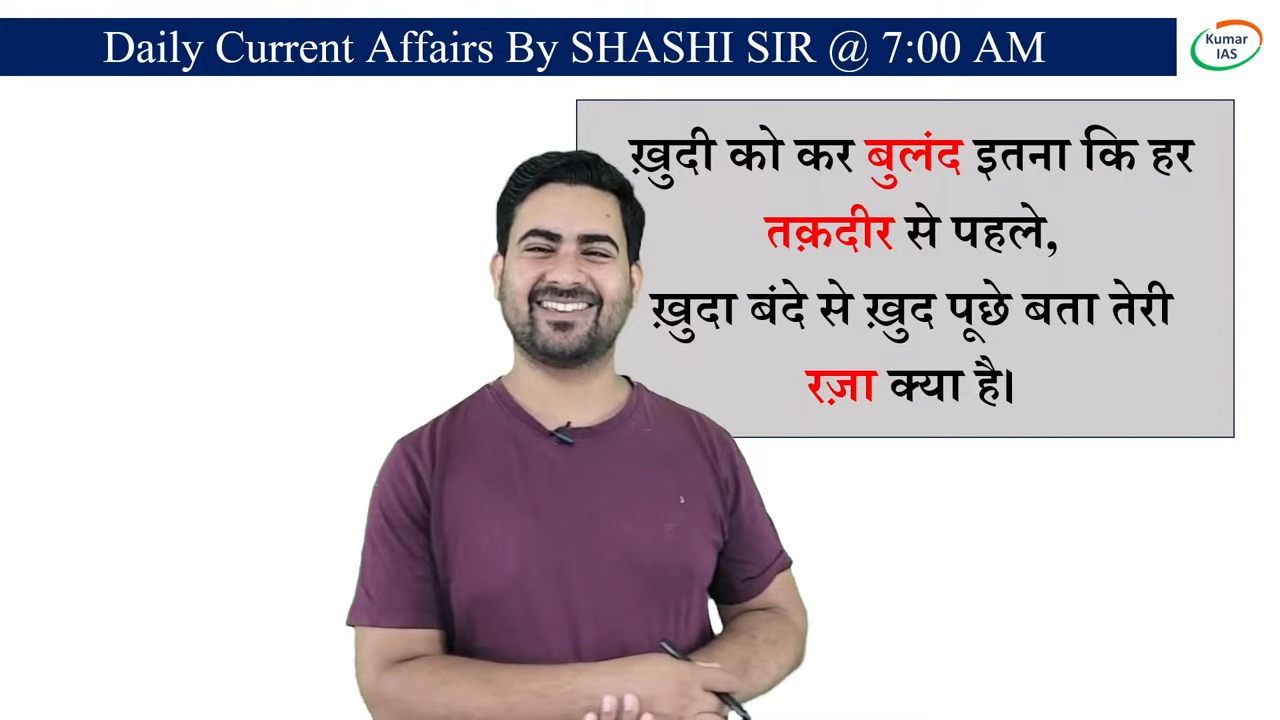 Daily Current Affairs By SHASHI SIR @ 7:00 AM
Kumar
IAS
ख़ुदी को कर बुलंद इतना कि हर
तक़दीर से पहले,
ख़ुदा बंदे से ख़ुद पूछे बता तेरी
रज़ा क्या है।